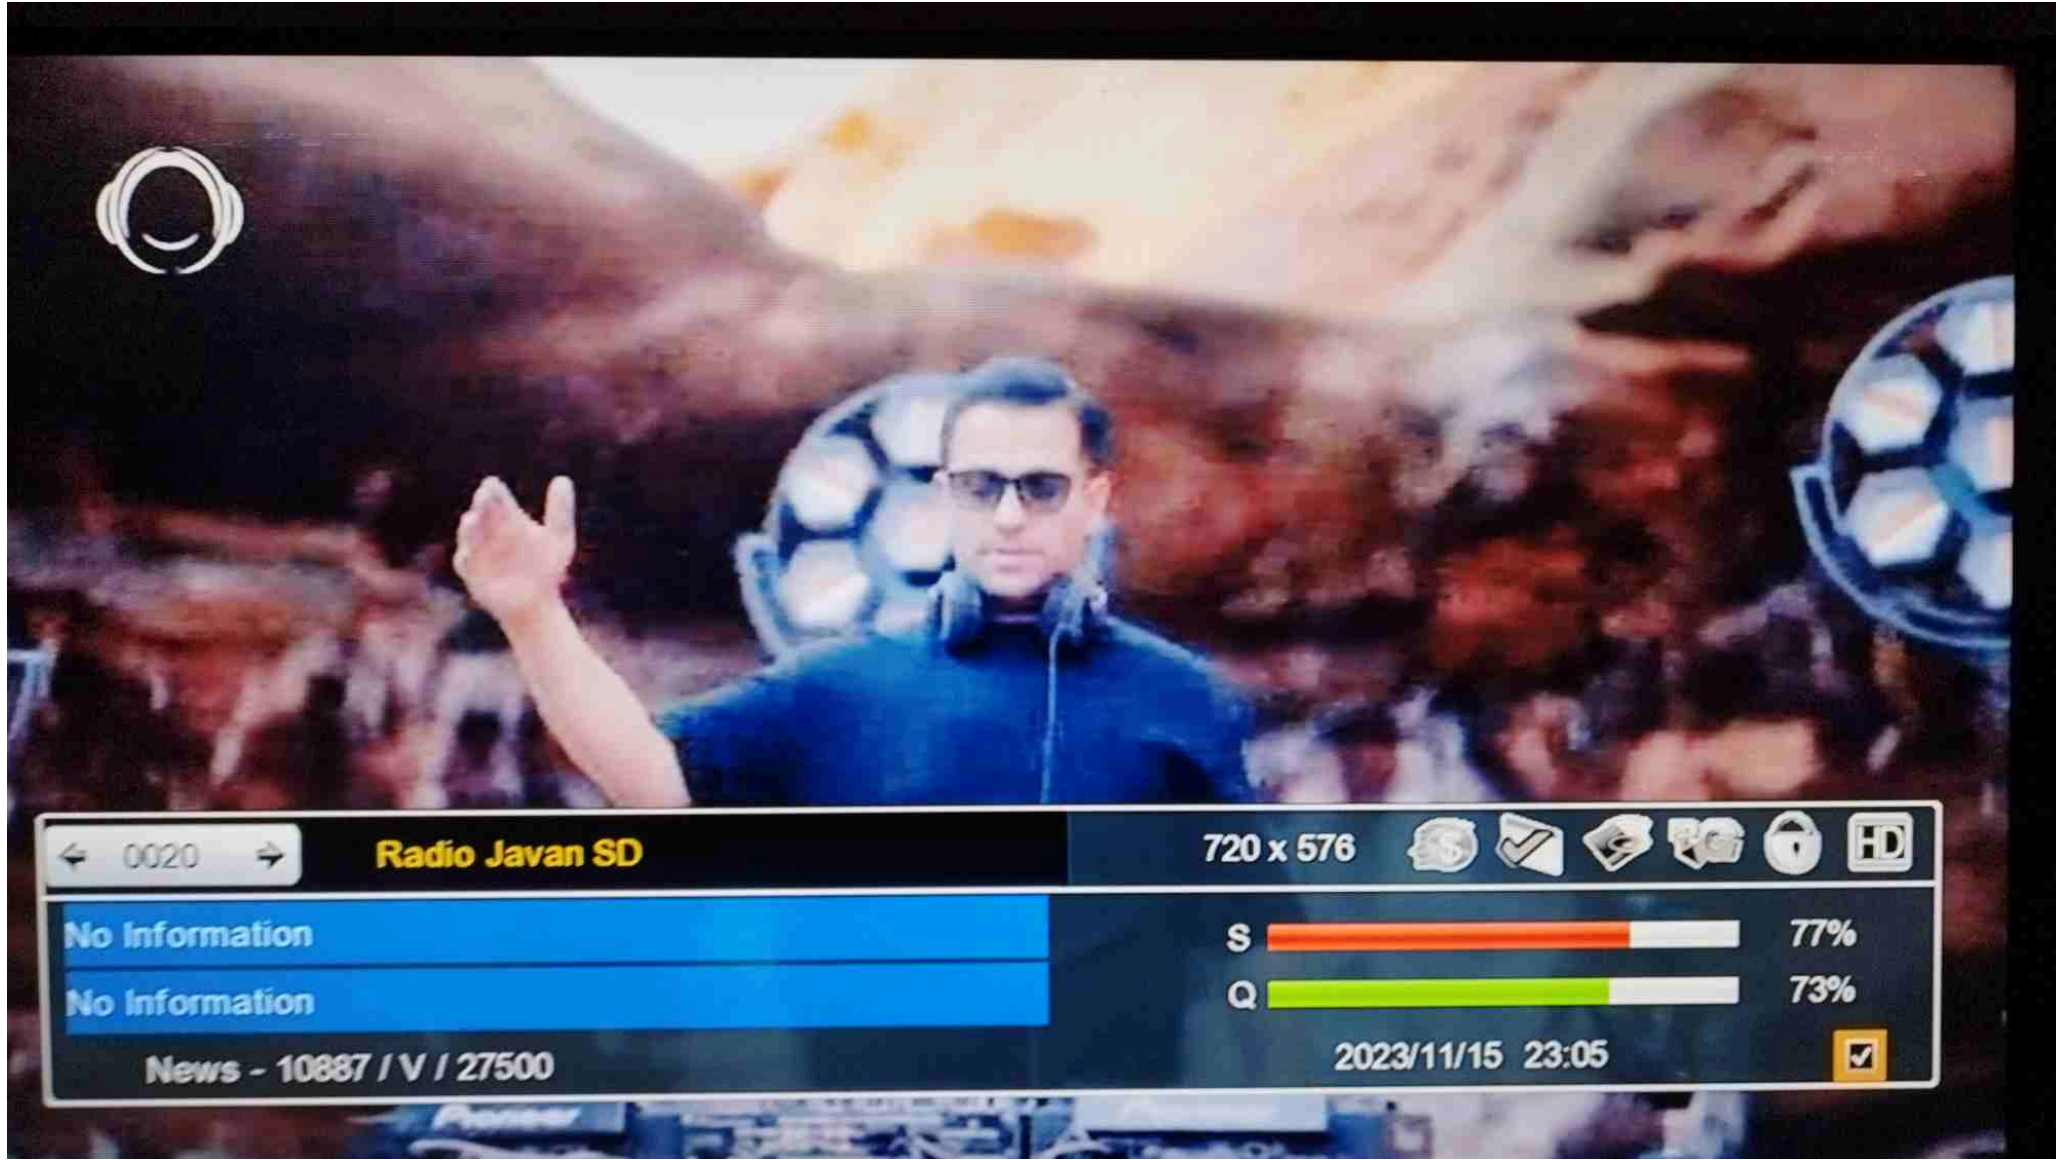 0020
Radio Javan SD
720 x 576
HD
No Information
S
77%
No Information
Q
73%
News - 10887 / V / 27500
2023/11/15 23:05
Pioneer